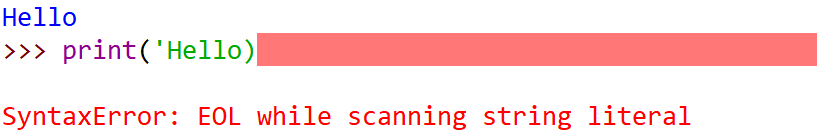 Hello
>>> print('Hello)
SyntaxError: EOL while scanning string literal